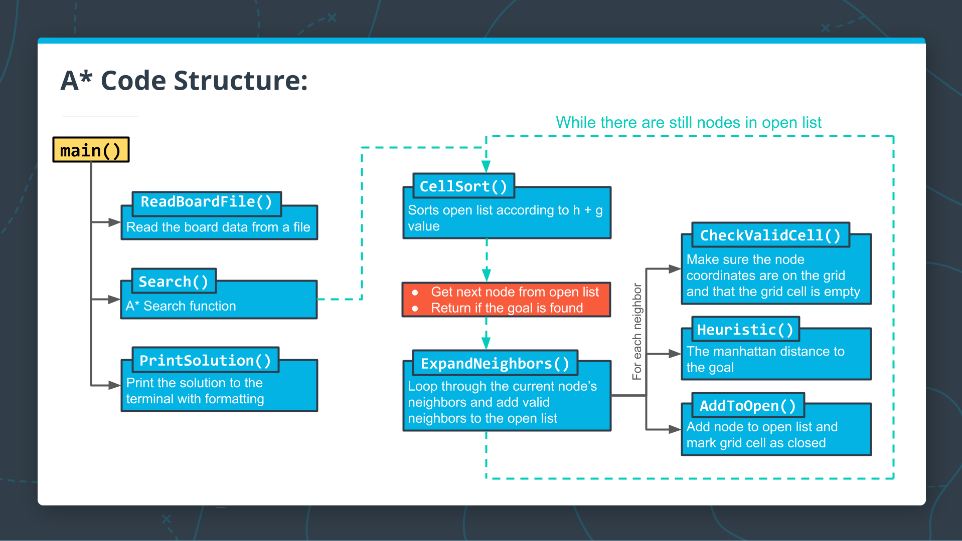 A* Code Structure:
While there are still nodes in open list
main()
ReadBoardFile()
Read the board data from a file
Search()
A* Search function
PrintSolution()
Print the solution to the
terminal with formatting
CellSort()
Sorts open list according to h + g
value
● Get next node from open list
● Return if the goal is found
ExpandNeighbors()
Loop through the current node's
neighbors and add valid
neighbors to the open list
For each neighbor
CheckValidCell()
Make sure the node
coordinates are on the grid
and that the grid cell is empty
Heuristic()
The manhattan distance to
the goal
AddToOpen()
Add node to open list and
mark grid cell as closed